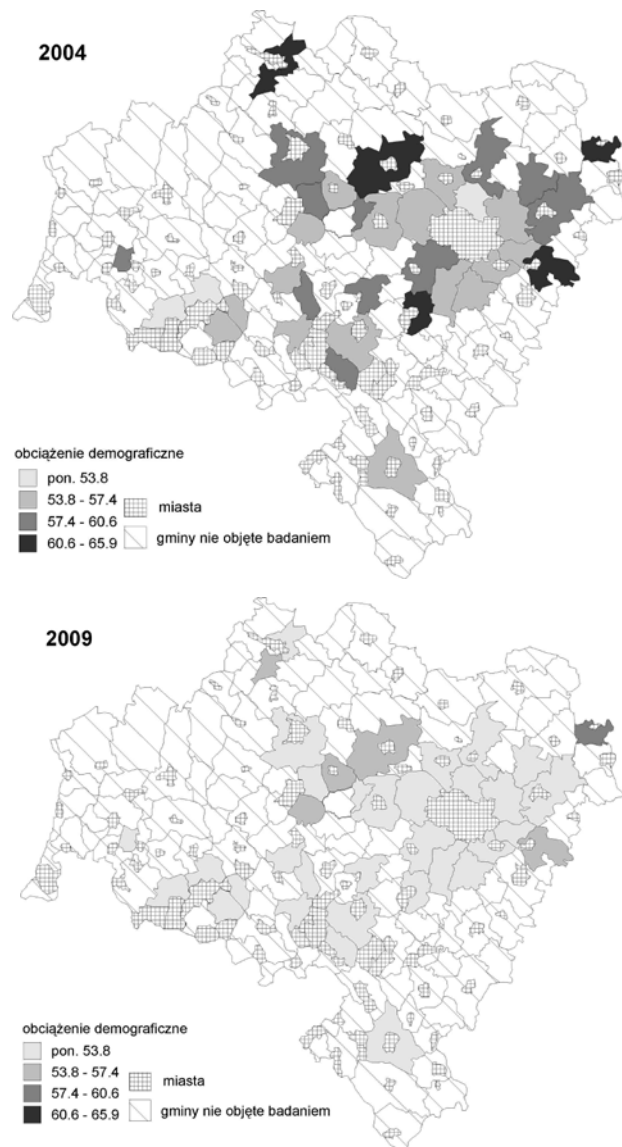 2004
obciążenie demograficzne
pon. 53.8
53.8 - 57.4
57.4 - 60.6
60.6 - 65.9
miasta
gminy nie objęte badaniem
2009
obciążenie demograficzne
pon. 53.8
53.8 - 57.4
57.4 - 60.6
60.6 - 65.9
miasta
gminy nie objęte badaniem